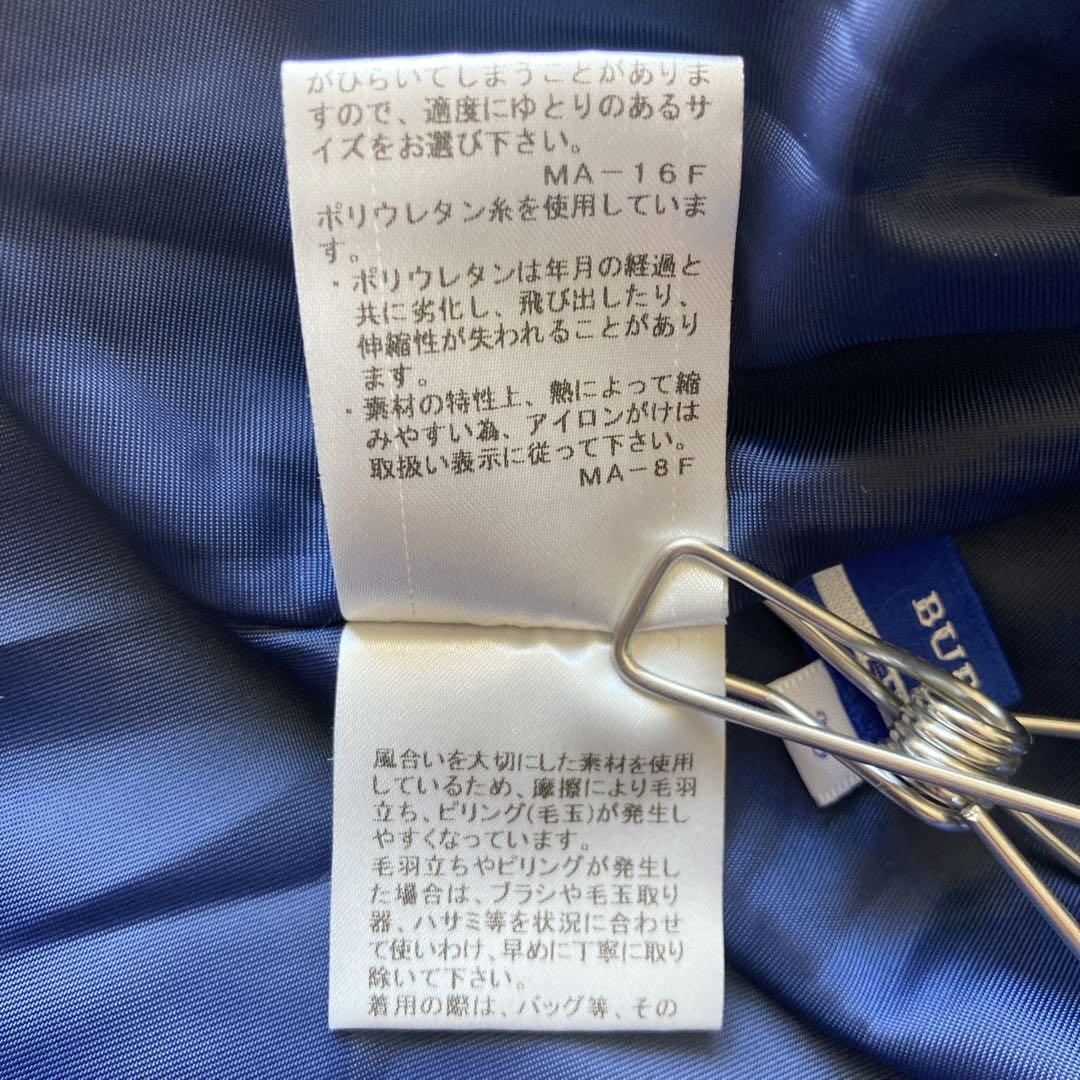 がひらいてしまうことがありま
すので、適度にゆとりのあるサ
イズをお選び下さい。
MA-16F
ポリウレタン糸を使用していま
す。
・ポリウレタンは年月の経過と
共に劣化し、飛び出したり、
伸縮性が失われることがあり
ます。
・素材の特性上、熱によって縮
みやすい為、アイロンがけは
取扱い表示に従って下さい。
MA-8F
風合いを大切にした素材を使用
しているため、摩擦により毛羽
立ち、ピリング(毛玉)が発生し
やすくなっています。
毛羽立ちやピリングが発生し
た場合は、ブラシや毛玉取り
器、ハサミ等を状況に合わせ
て使いわけ、早めに丁寧に取り
除いて下さい。
着用の際は、バッグ等、その
BU